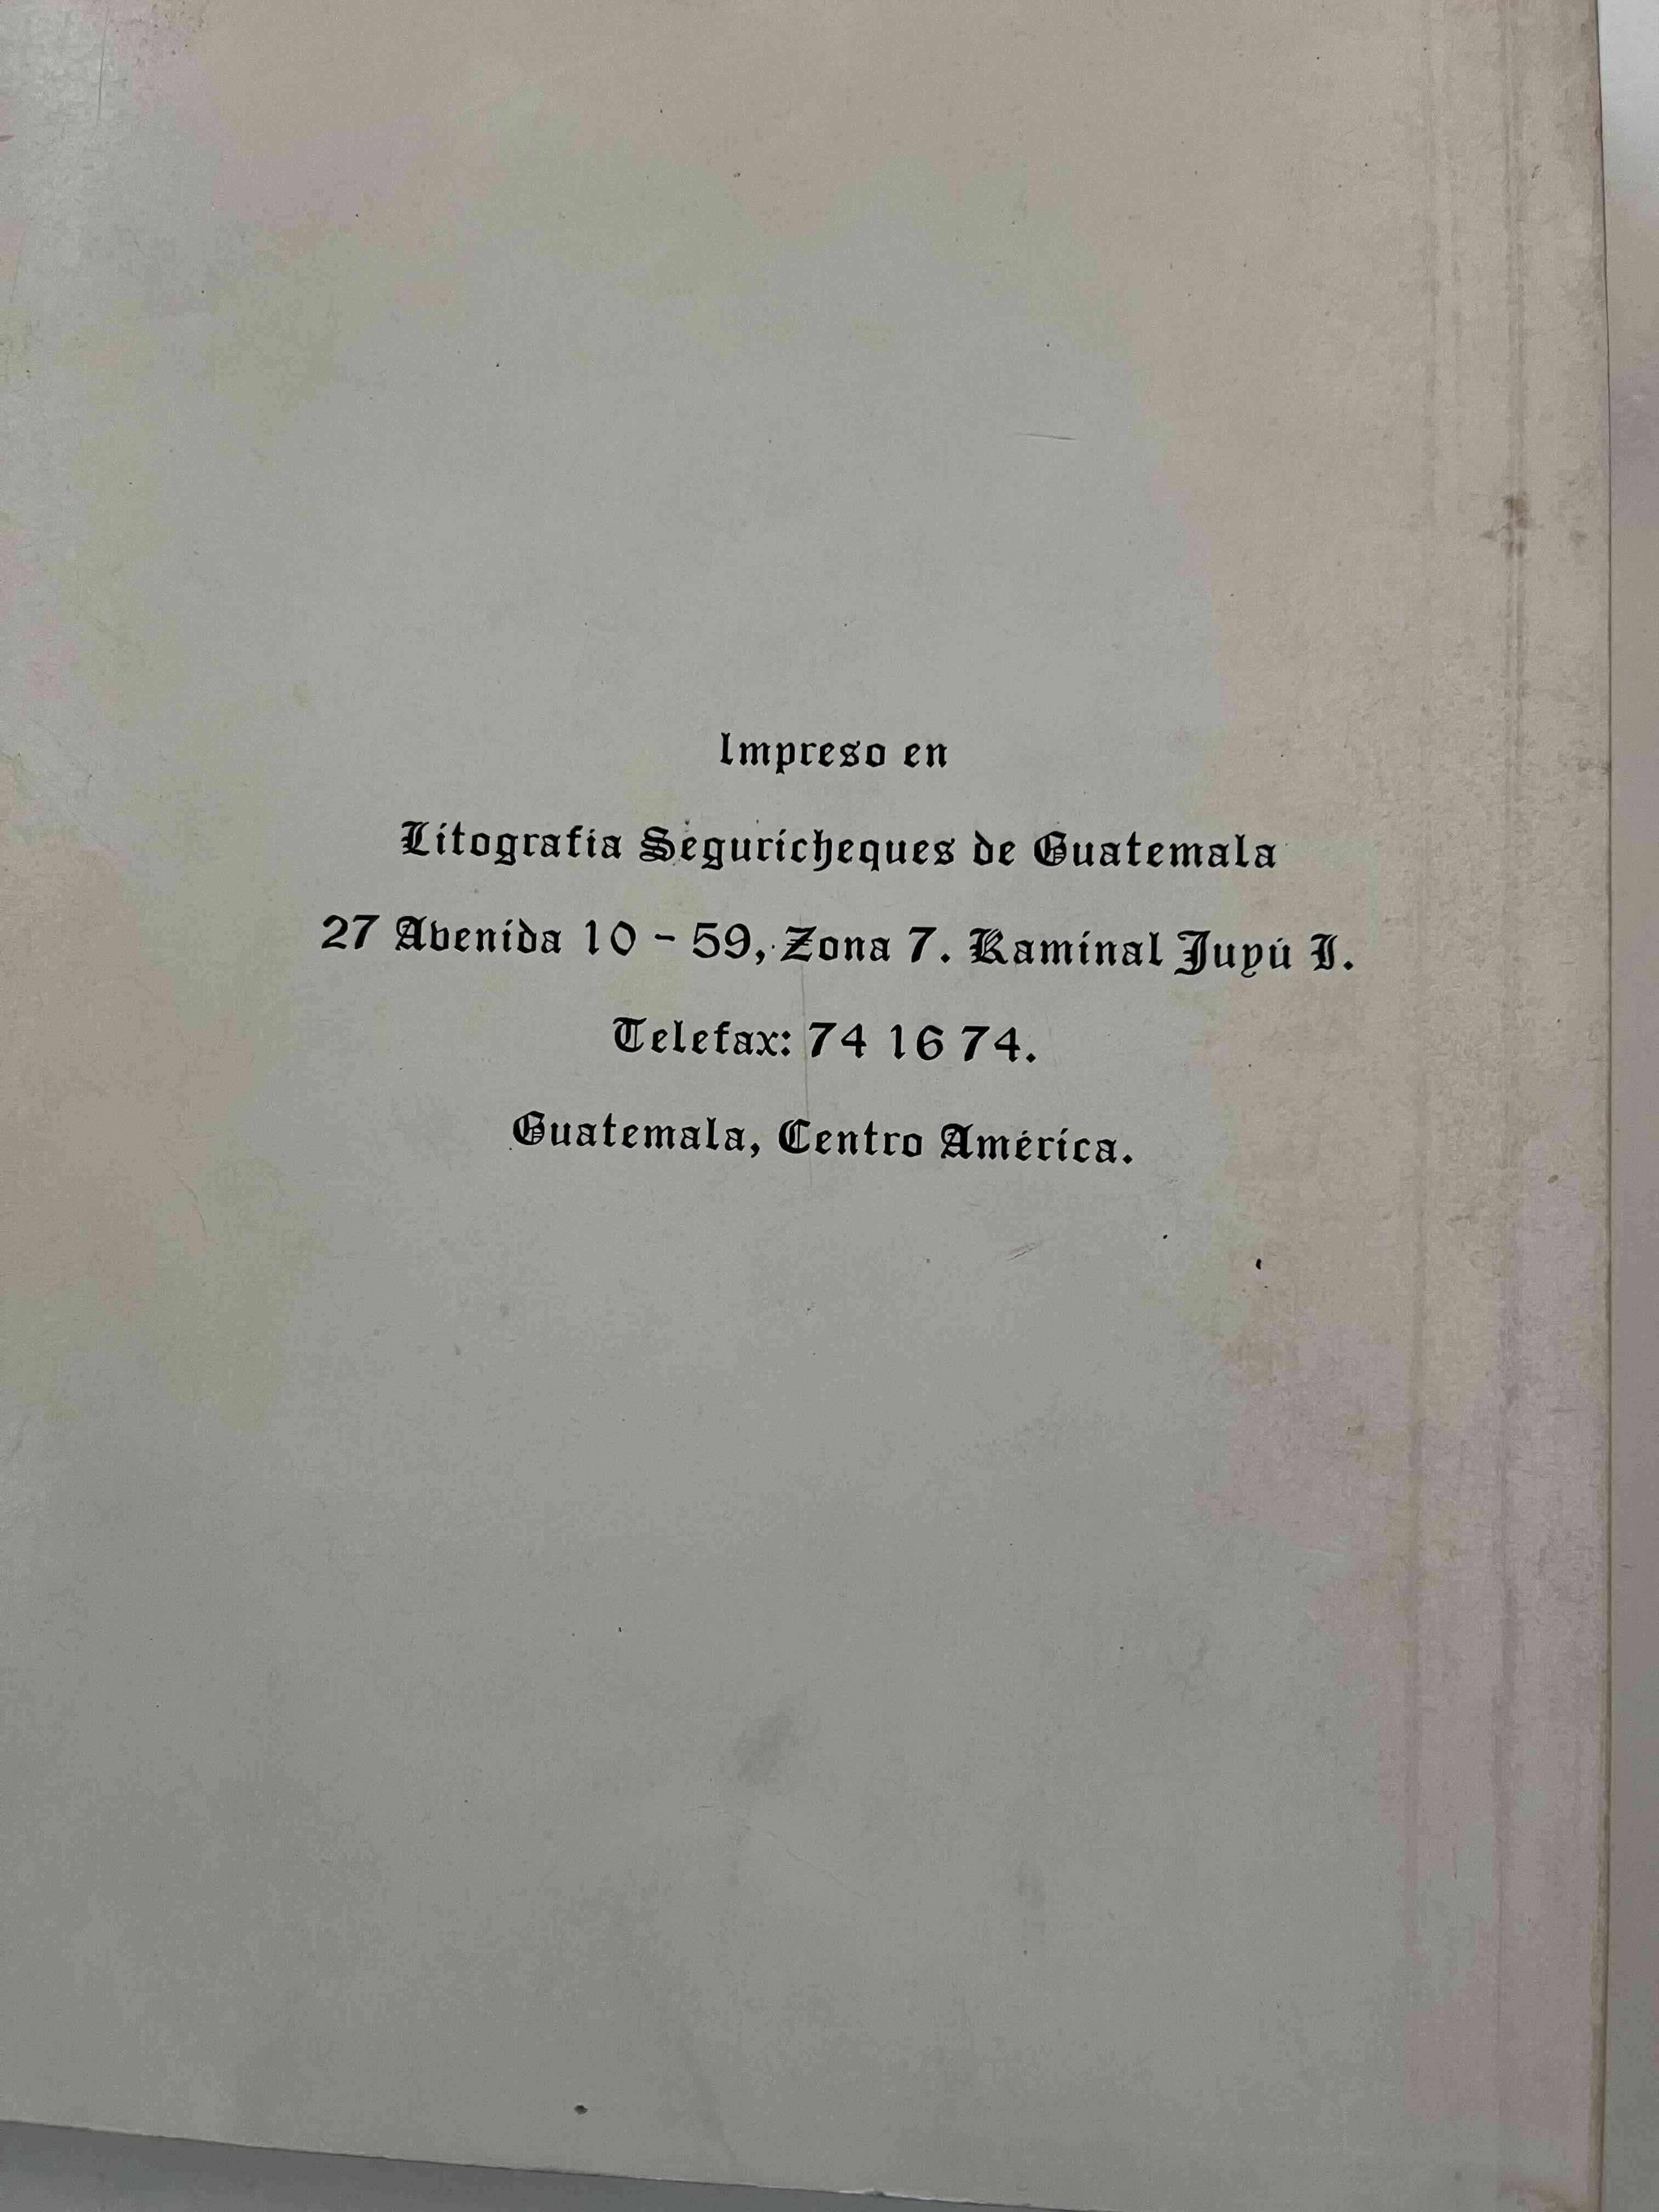 Impreso en
Litografia Seguricheques de Guatemala
27 Avenida 10 - 59, Zona 7. Kaminal Juyú I.
Telefax: 74 16 74.
Guatemala, Centro América.